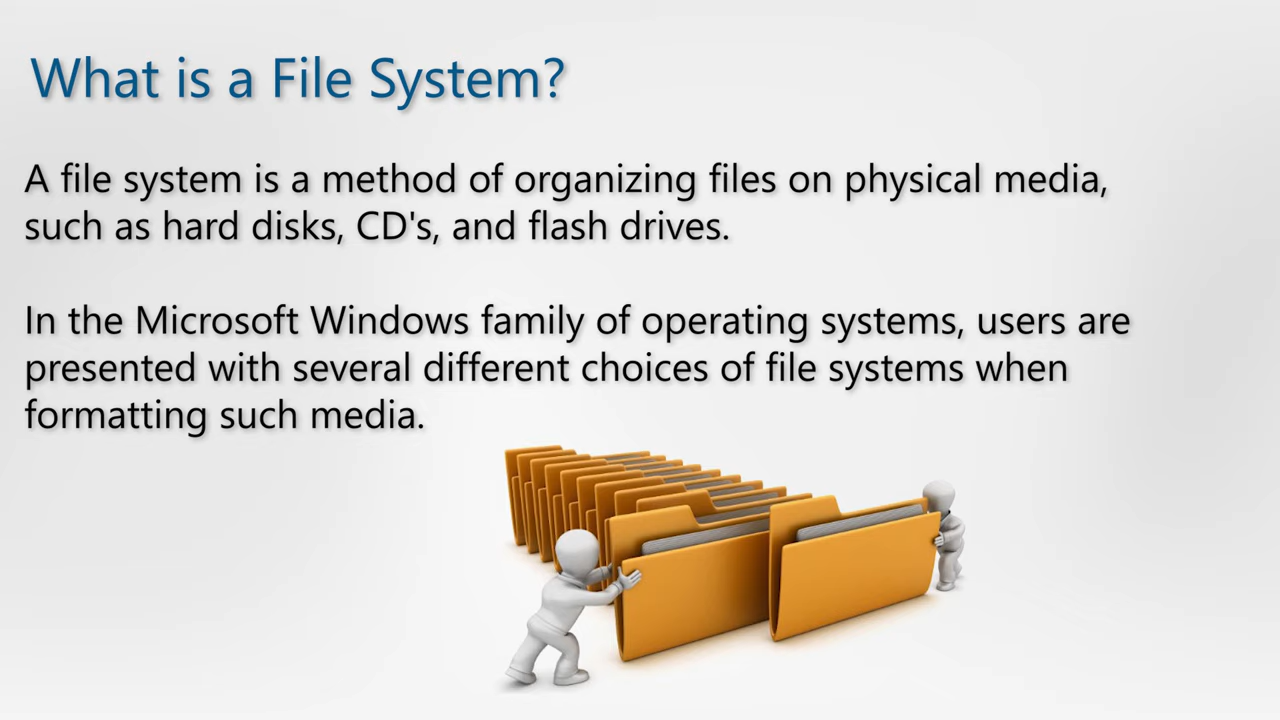 What is a File System?
A file system is a method of organizing files on physical media,
such as hard disks, CD's, and flash drives.
In the Microsoft Windows family of operating systems, users are
presented with several different choices of file systems when
formatting such media.